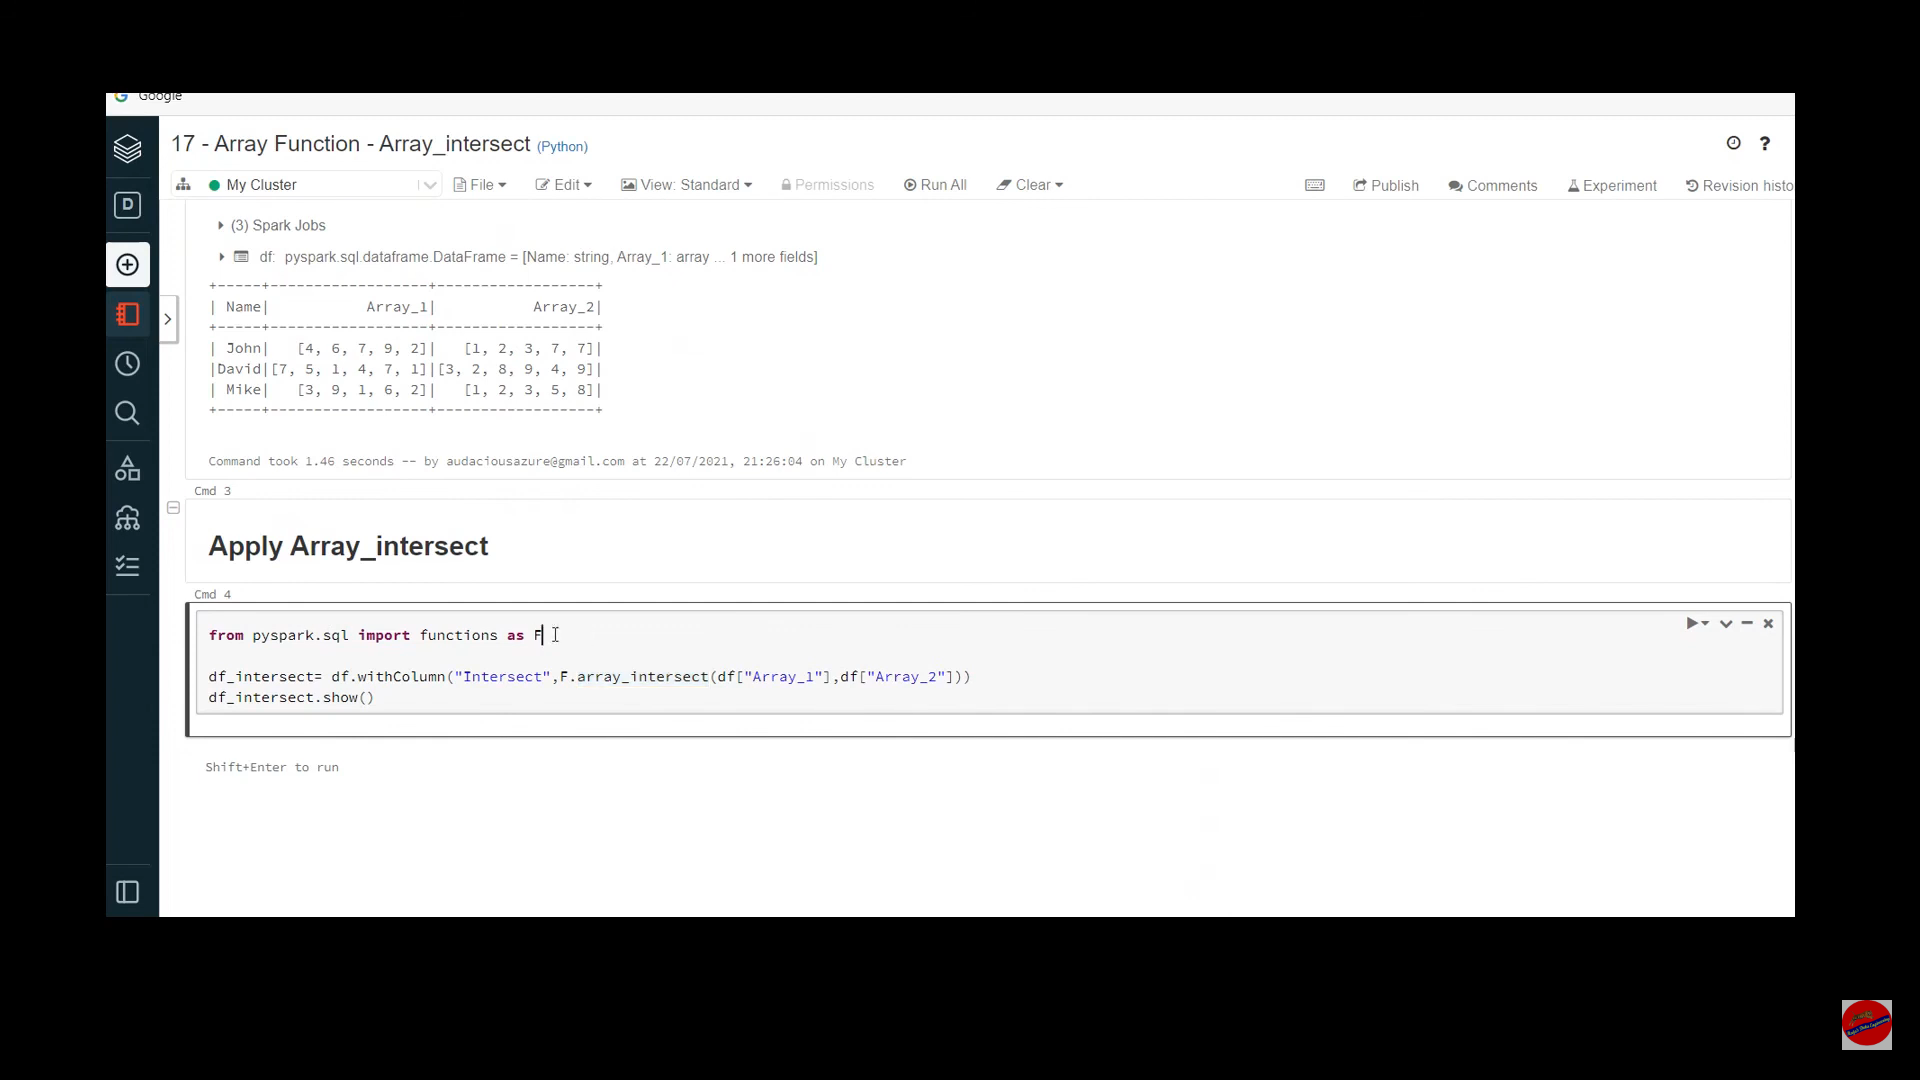 Google
17 - Array Function - Array_intersect (Python)
My Cluster File Edit View: Standard Permissions Run All Clear Publish Comments Experiment Revision histo
D
(3) Spark Jobs
df: pyspark.sql.dataframe.DataFrame = [Name: string, Array_1: array ... 1 more fields]
+-----+------------------+------------------+
| Name|           Array_1|           Array_2|
+-----+------------------+------------------+
| John|   [4, 6, 7, 9, 2]|   [1, 2, 3, 7, 7]|
|David|[7, 5, 1, 4, 7, 1]|[3, 2, 8, 9, 4, 9]|
| Mike|   [3, 9, 1, 6, 2]|   [1, 2, 3, 5, 8]|
+-----+------------------+------------------+
Command took 1.46 seconds -- by audaciousazure@gmail.com at 22/07/2021, 21:26:04 on My Cluster
Cmd 3
Apply Array_intersect
Cmd 4
from pyspark.sql import functions as F
df_intersect= df.withColumn("Intersect",F.array_intersect(df["Array_1"],df["Array_2"]))
df_intersect.show()
Shift+Enter to run